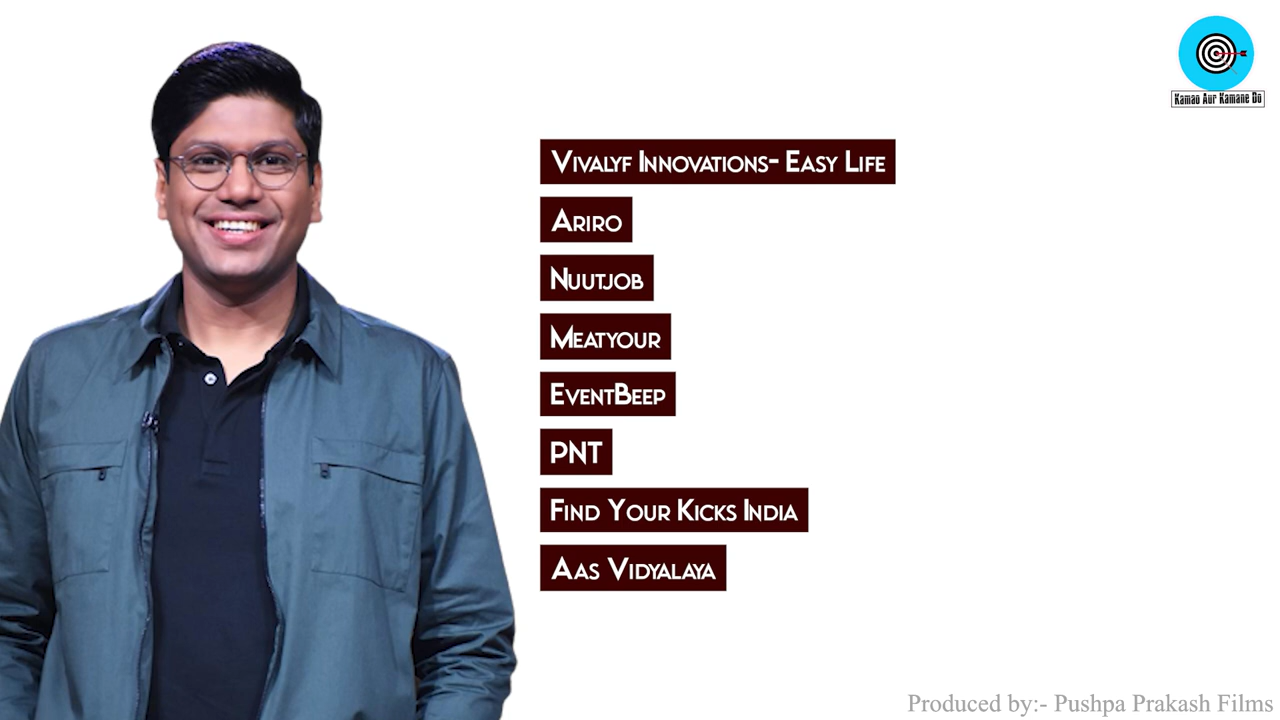 Kamao Aur Kamane Do
Vivalyf Innovations- Easy Life
Ariro
Nuutjob
Meatyour
EventBeep
PNT
Find Your Kicks India
Aas Vidyalaya
Produced by:- Pushpa Prakash Films